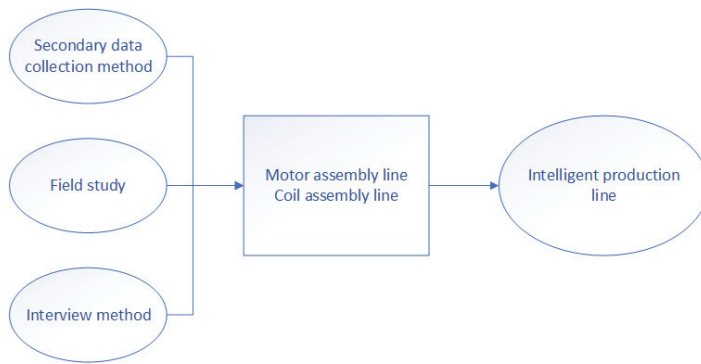 Secondary data
collection method
Field study
Interview method
Motor assembly line
Coil assembly line
Intelligent production
line